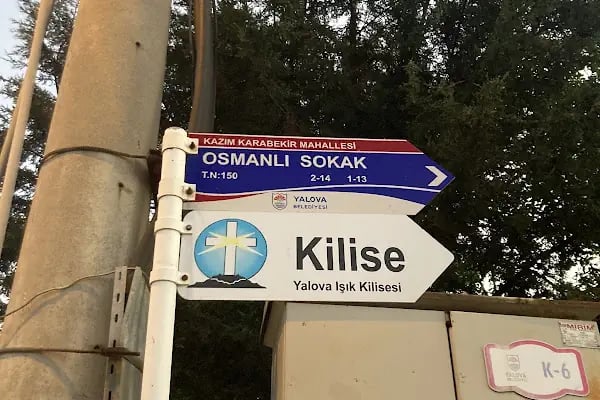 KAZIM KARABEKİR MAHALLESİ
OSMANLI SOKAK
T.N:150 2-14 1-13
YALOVA
BELEDİYESİ
Kilise
Yalova Işık Kilisesi
MIBIM
YALOVA
K-6